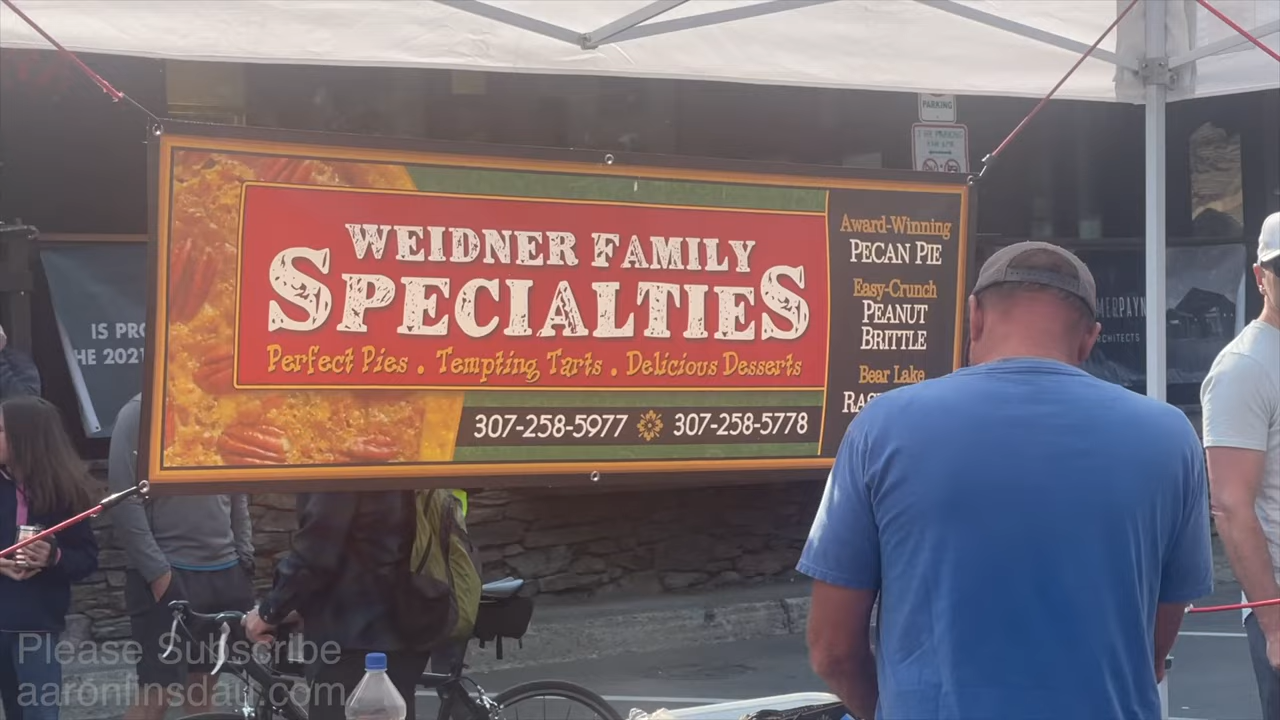 PARKING
WEIDNER FAMILY
SPECIALTIES
Perfect Pies . Tempting Tarts . Delicious Desserts
307-258-5977 307-258-5778
Award-Winning
PECAN PIE
Easy-Crunch
PEANUT
BRITTLE
Bear Lake
IS PRO
HE 2021
Please Subscribe
aaronlinsdau.com